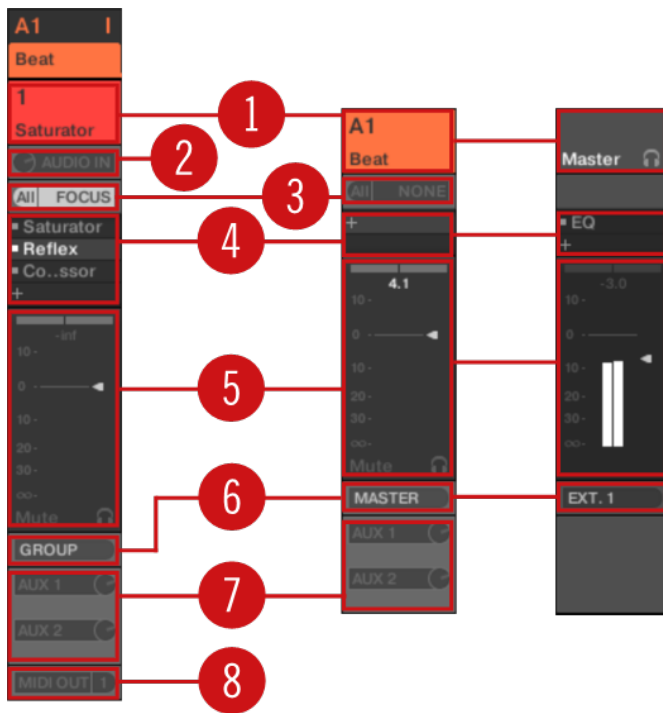 A1 I
Beat
1
Saturator
AUDIO IN
All FOCUS
Saturator
Reflex
Co..ssor
+
-inf
10 -
0 -
10 -
20 -
30 -
∞-
Mute
GROUP
AUX 1
AUX 2
MIDI OUT 1
1
2
3
4
5
6
7
8
A1
Beat
All NONE
+
4.1
10 -
0 -
10 -
20 -
30 -
∞-
Mute
MASTER
AUX 1
AUX 2
Master
EQ
+
-3.0
10 -
0 -
10 -
20 -
30 -
∞-
EXT. 1